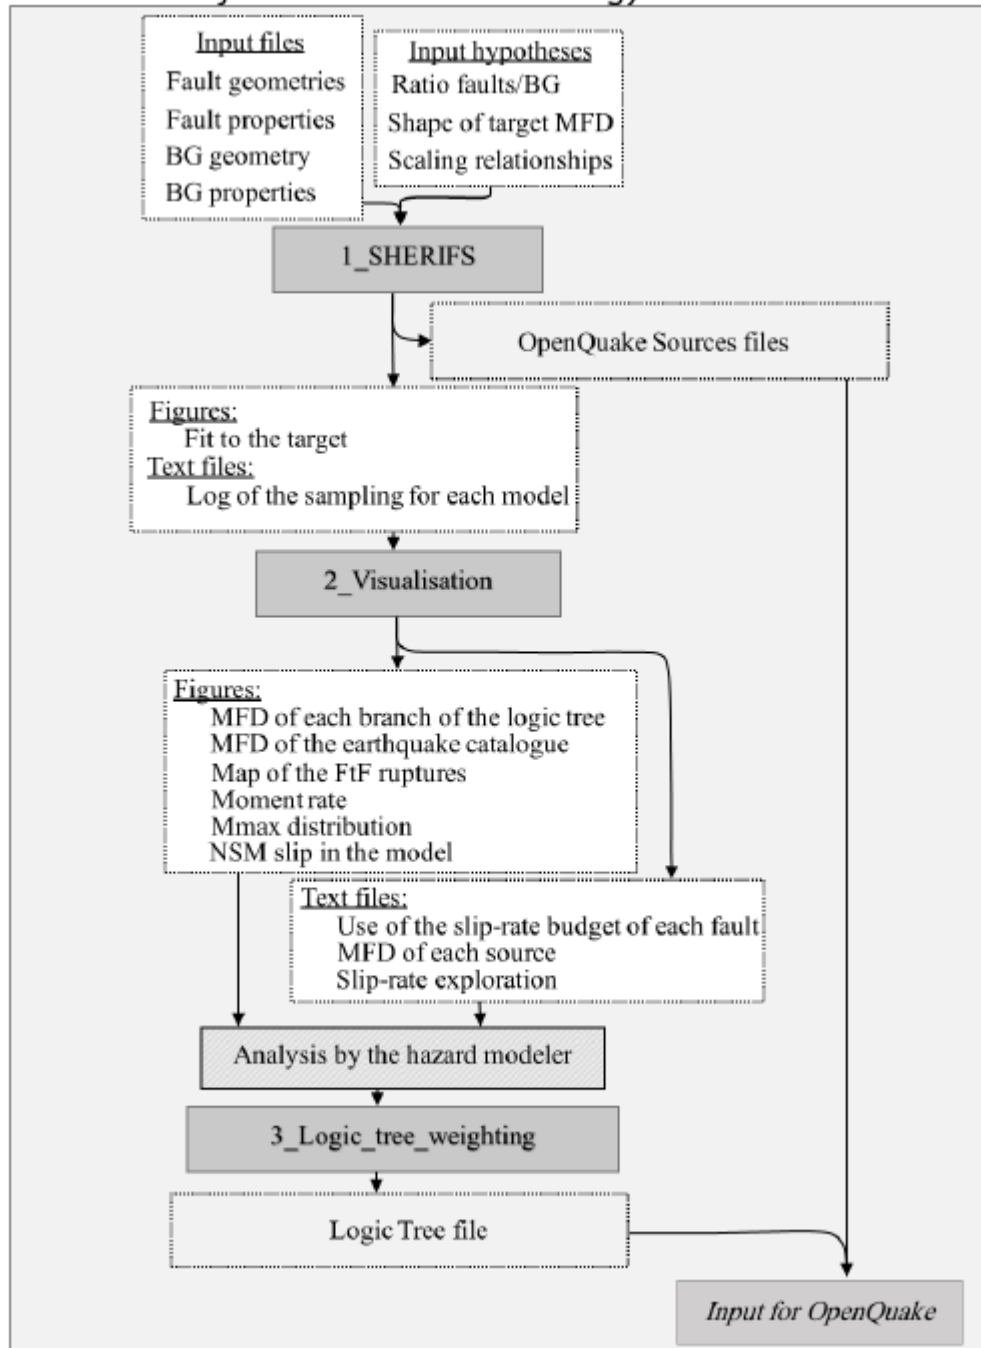 Input files
Fault geometries
Fault properties
BG geometry
BG properties
Input hypotheses
Ratio faults/BG
Shape of target MFD
Scaling relationships
1_SHERIFS
OpenQuake Sources files
Figures:
Fit to the target
Text files:
Log of the sampling for each model
2_Visualisation
Figures:
MFD of each branch of the logic tree
MFD of the earthquake catalogue
Map of the FtF ruptures
Moment rate
Mmax distribution
NSM slip in the model
Text files:
Use of the slip-rate budget of each fault
MFD of each source
Slip-rate exploration
Analysis by the hazard modeler
3_Logic_tree_weighting
Logic Tree file
Input for OpenQuake